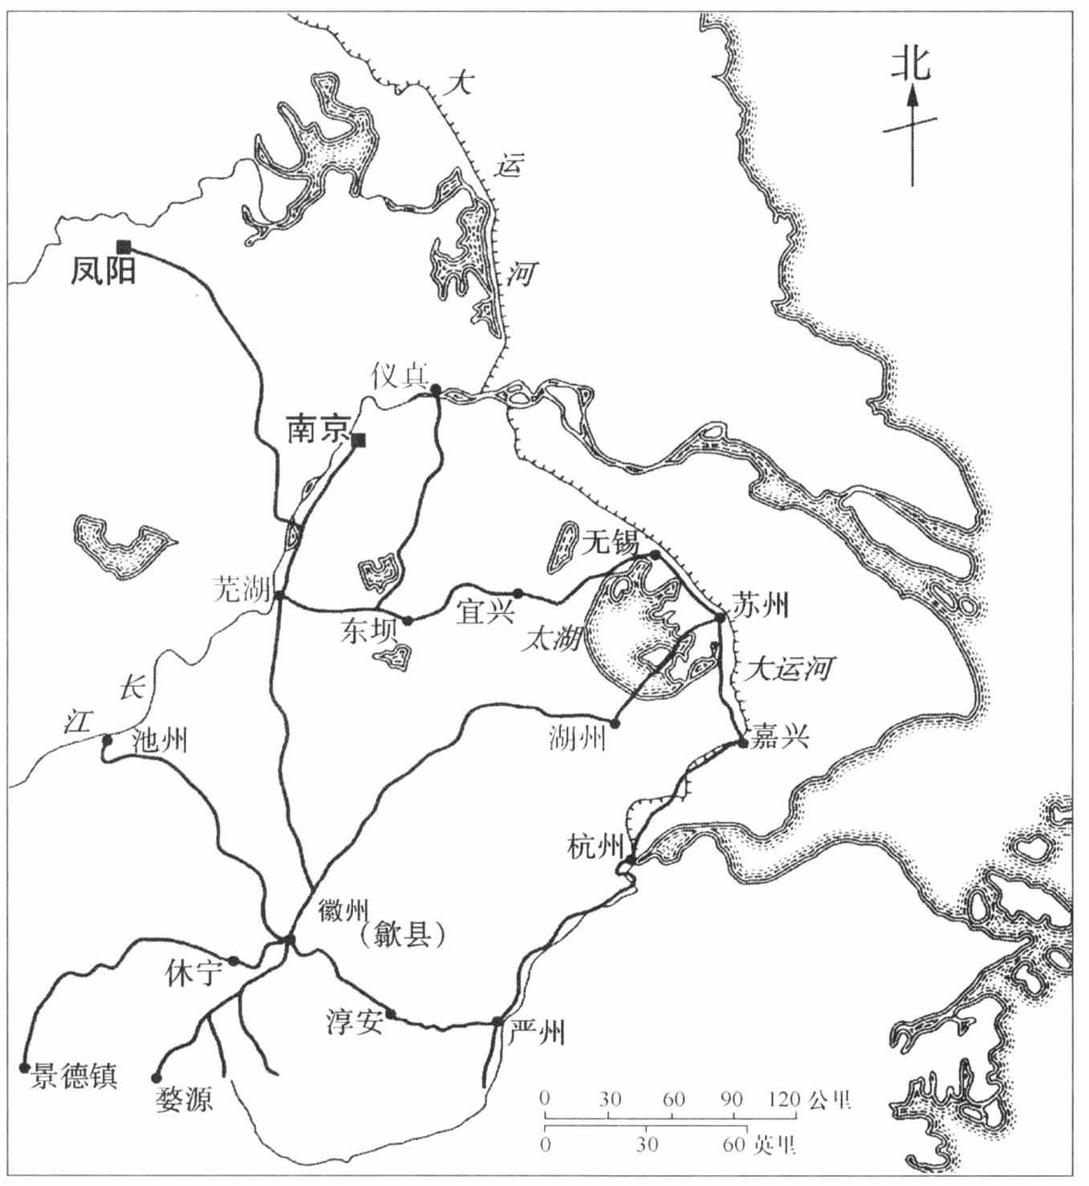 北
大
运
河
凤阳
仪真
南京
无锡
芜湖
宜兴
苏州
东坝
太湖
大运河
长
江
池州
湖州
嘉兴
杭州
徽州
(歙县)
休宁
淳安
严州
景德镇
婺源
0 30 60 90 120 公里
0 30 60 英里